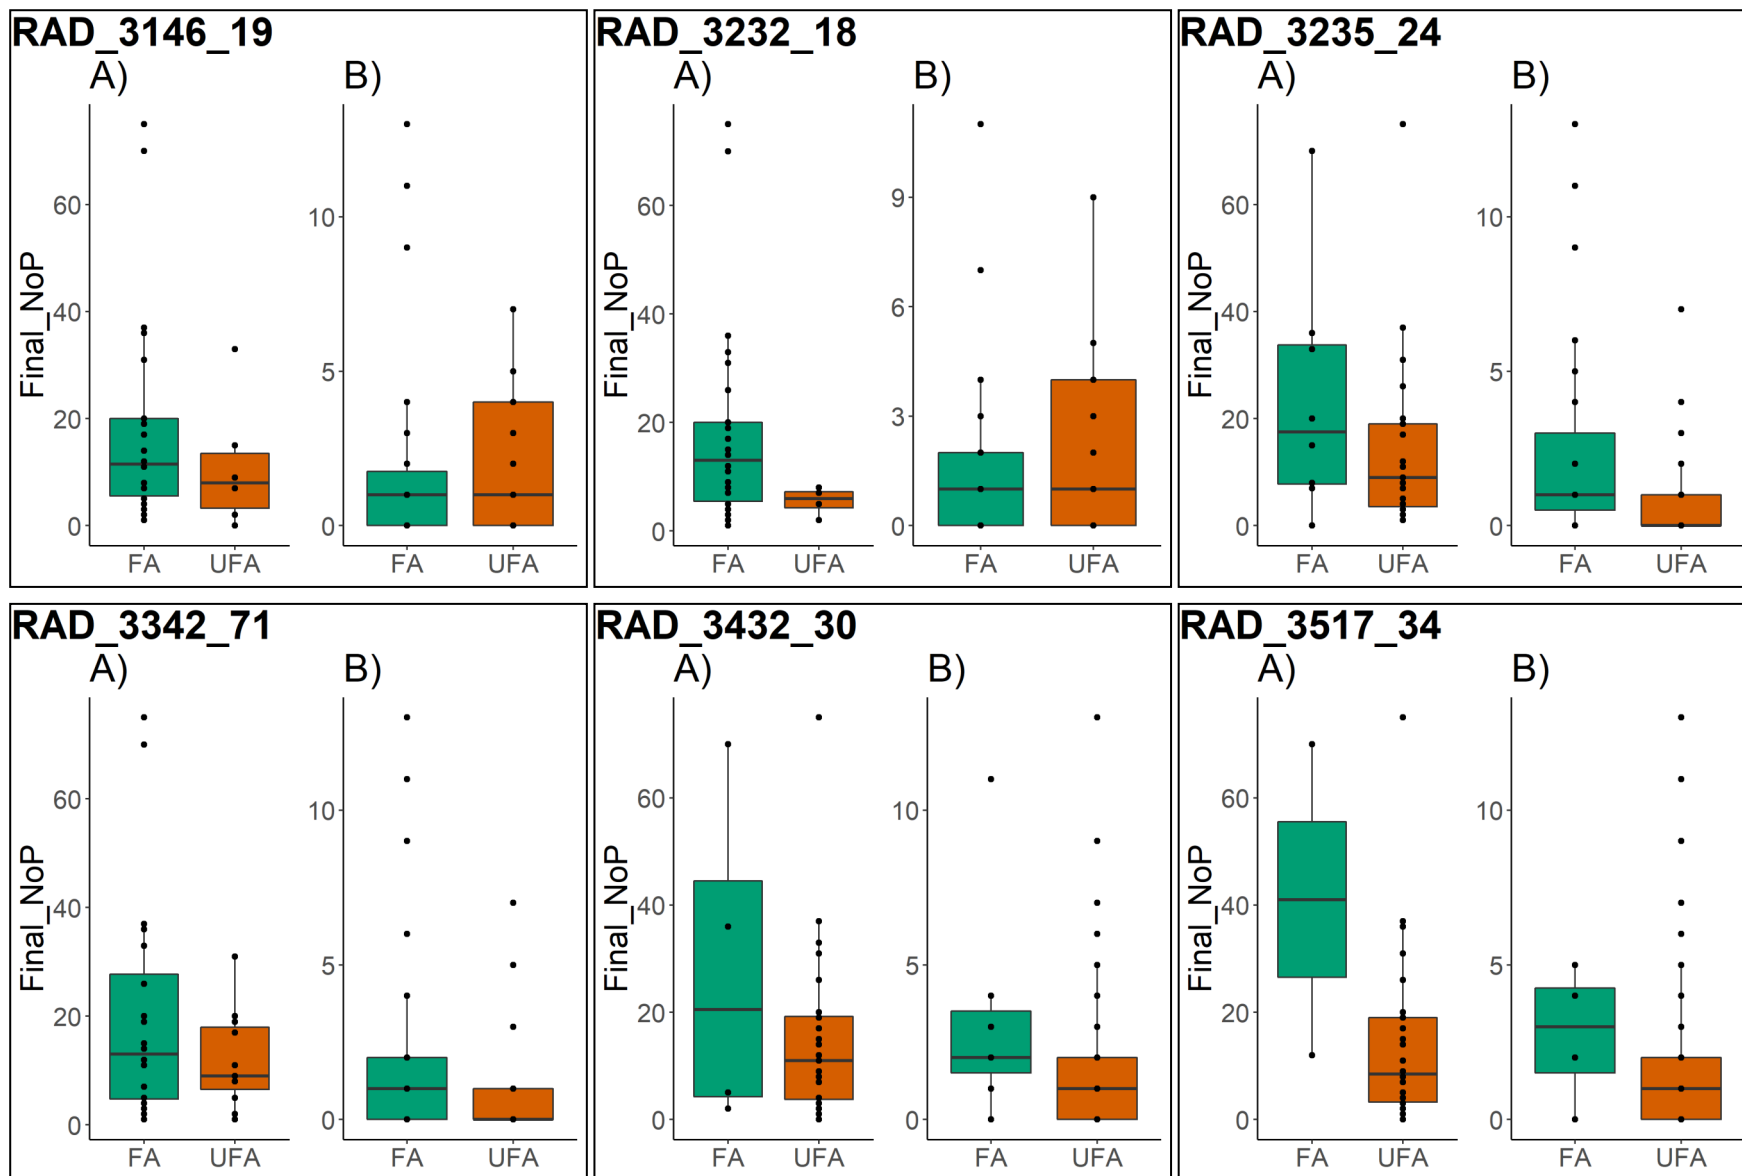 RAD_3146_19
A)
B)
Final_NoP
60
40
20
0
10
5
0
FA
UFA
FA
UFA
RAD_3232_18
A)
B)
Final_NoP
60
40
20
0
9
6
3
0
FA
UFA
FA
UFA
RAD_3235_24
A)
B)
Final_NoP
60
40
20
0
10
5
0
FA
UFA
FA
UFA
RAD_3342_71
A)
B)
Final_NoP
60
40
20
0
10
5
0
FA
UFA
FA
UFA
RAD_3432_30
A)
B)
Final_NoP
60
40
20
0
10
5
0
FA
UFA
FA
UFA
RAD_3517_34
A)
B)
Final_NoP
60
40
20
0
10
5
0
FA
UFA
FA
UFA